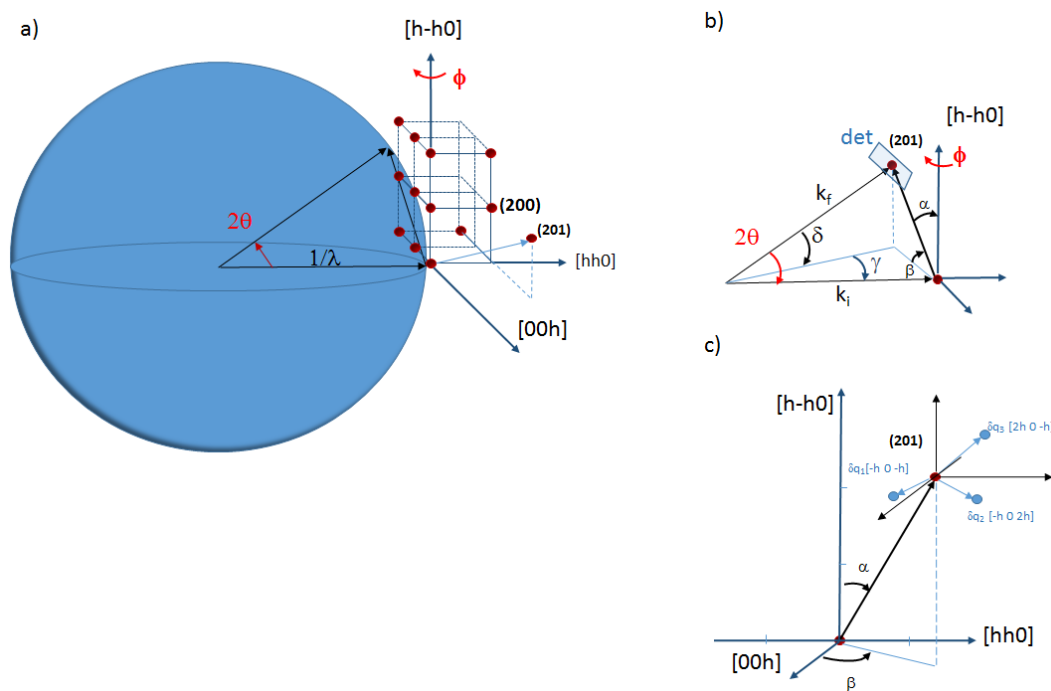 a)
[h-h0]
ϕ
(200)
(201)
2θ
1/λ
[hh0]
[00h]
b)
[h-h0]
det
(201)
ϕ
k_f
α
2θ
δ
γ
β
k_i
c)
[h-h0]
(201)
δq₃ [2h 0 -h]
δq₁[-h 0 -h]
δq₂ [-h 0 2h]
α
[hh0]
[00h]
β